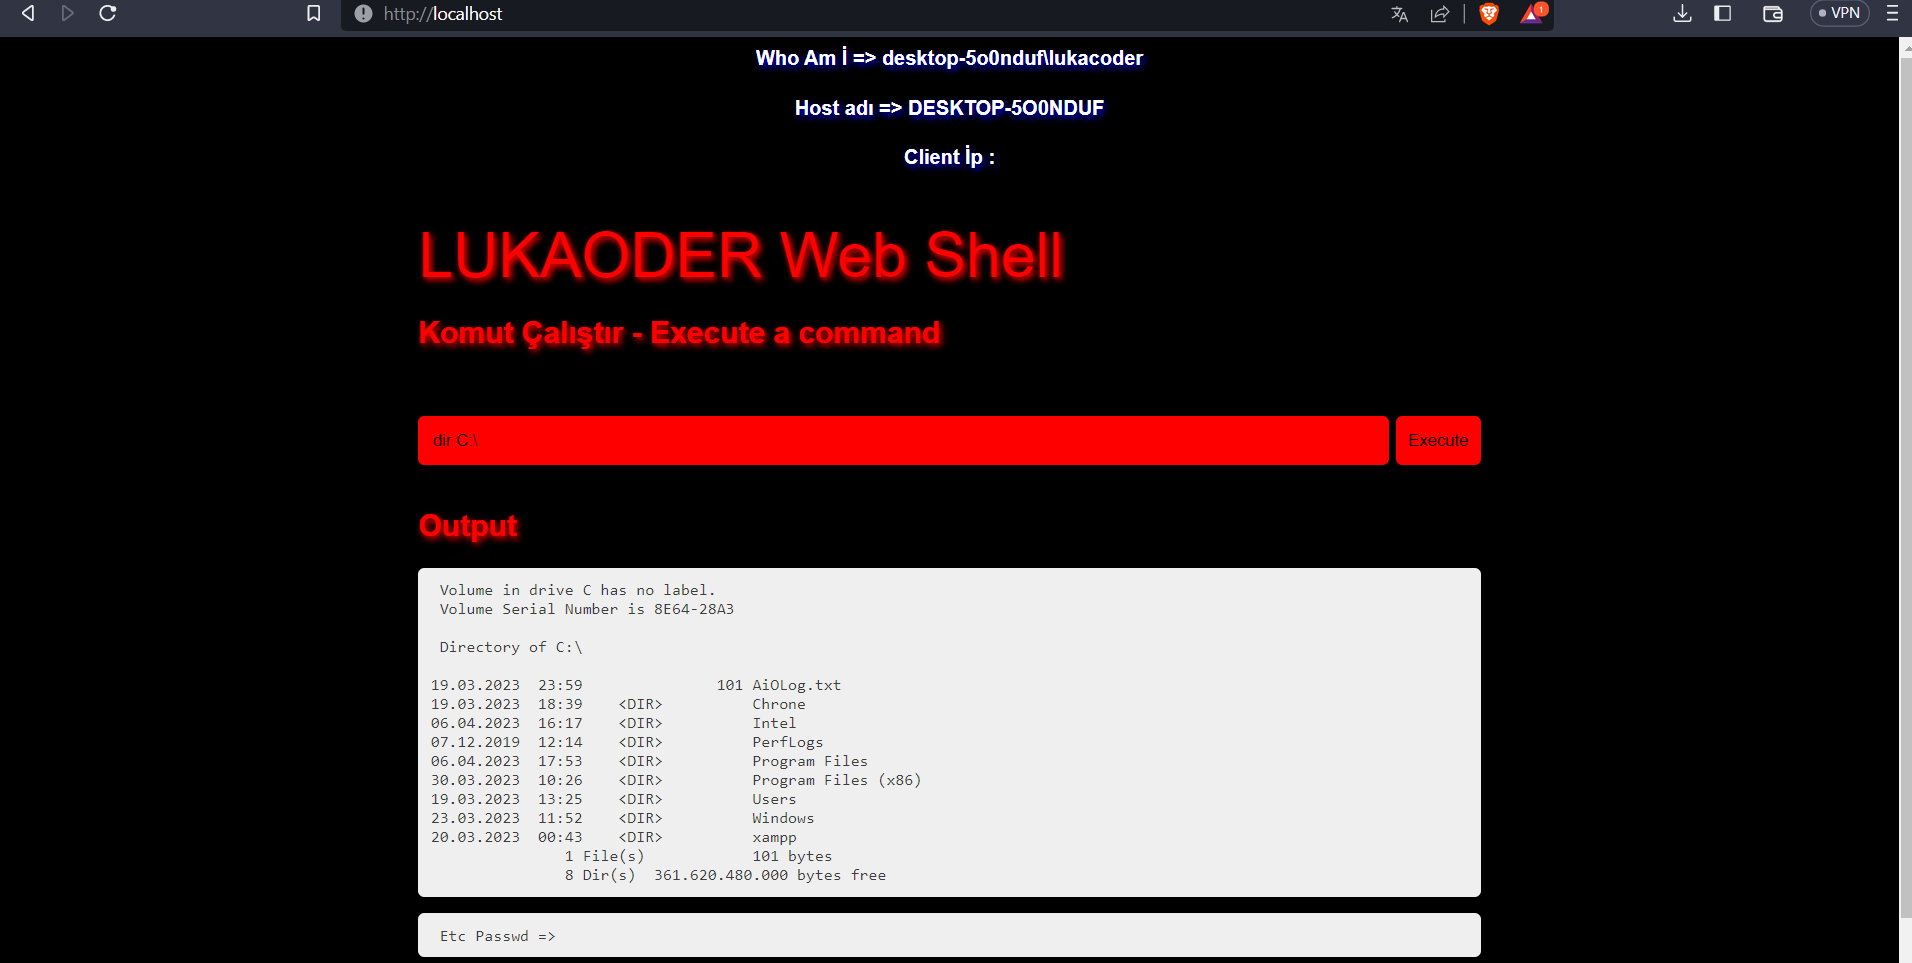 http://localhost
1
VPN
Who Am İ => desktop-5o0nduf\lukacoder
Host adı => DESKTOP-5O0NDUF
Client İp :
LUKAODER Web Shell
Komut Çalıştır - Execute a command
dir C:\
Execute
Output
Volume in drive C has no label.
Volume Serial Number is 8E64-28A3
Directory of C:\
19.03.2023  23:59               101 AiOLog.txt
19.03.2023  18:39    <DIR>          Chrone
06.04.2023  16:17    <DIR>          Intel
07.12.2019  12:14    <DIR>          PerfLogs
06.04.2023  17:53    <DIR>          Program Files
30.03.2023  10:26    <DIR>          Program Files (x86)
19.03.2023  13:25    <DIR>          Users
23.03.2023  11:52    <DIR>          Windows
20.03.2023  00:43    <DIR>          xampp
1 File(s)            101 bytes
8 Dir(s)  361.620.480.000 bytes free
Etc Passwd =>